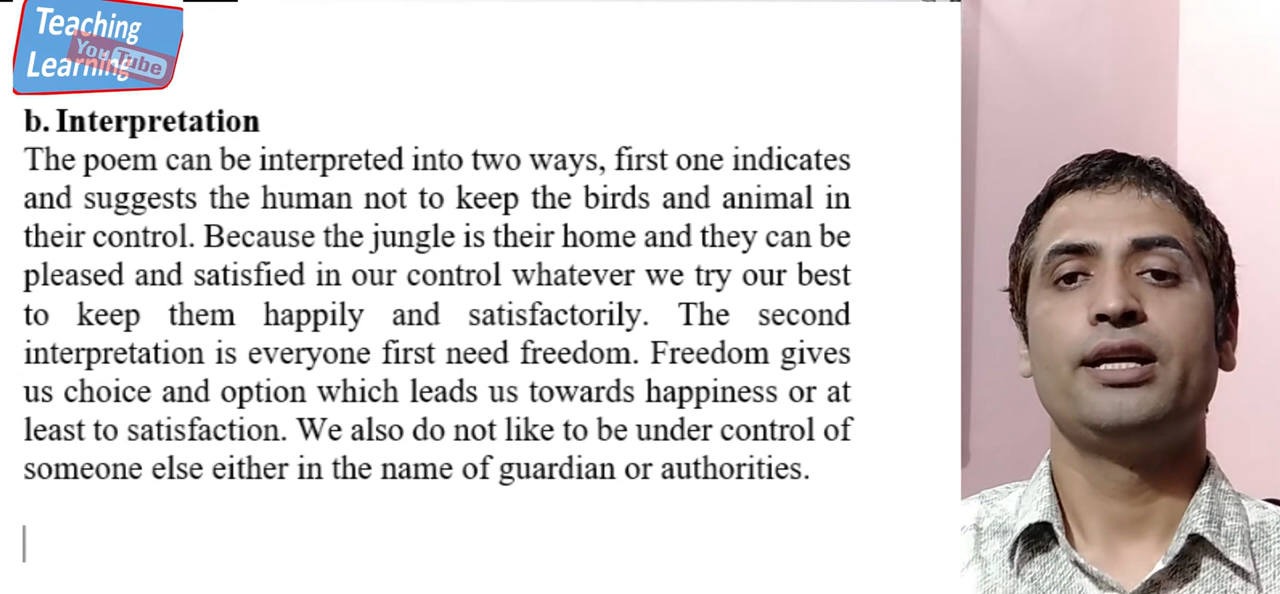 Teaching
YouTube
Learning
b. Interpretation
The poem can be interpreted into two ways, first one indicates
and suggests the human not to keep the birds and animal in
their control. Because the jungle is their home and they can be
pleased and satisfied in our control whatever we try our best
to keep them happily and satisfactorily. The second
interpretation is everyone first need freedom. Freedom gives
us choice and option which leads us towards happiness or at
least to satisfaction. We also do not like to be under control of
someone else either in the name of guardian or authorities.